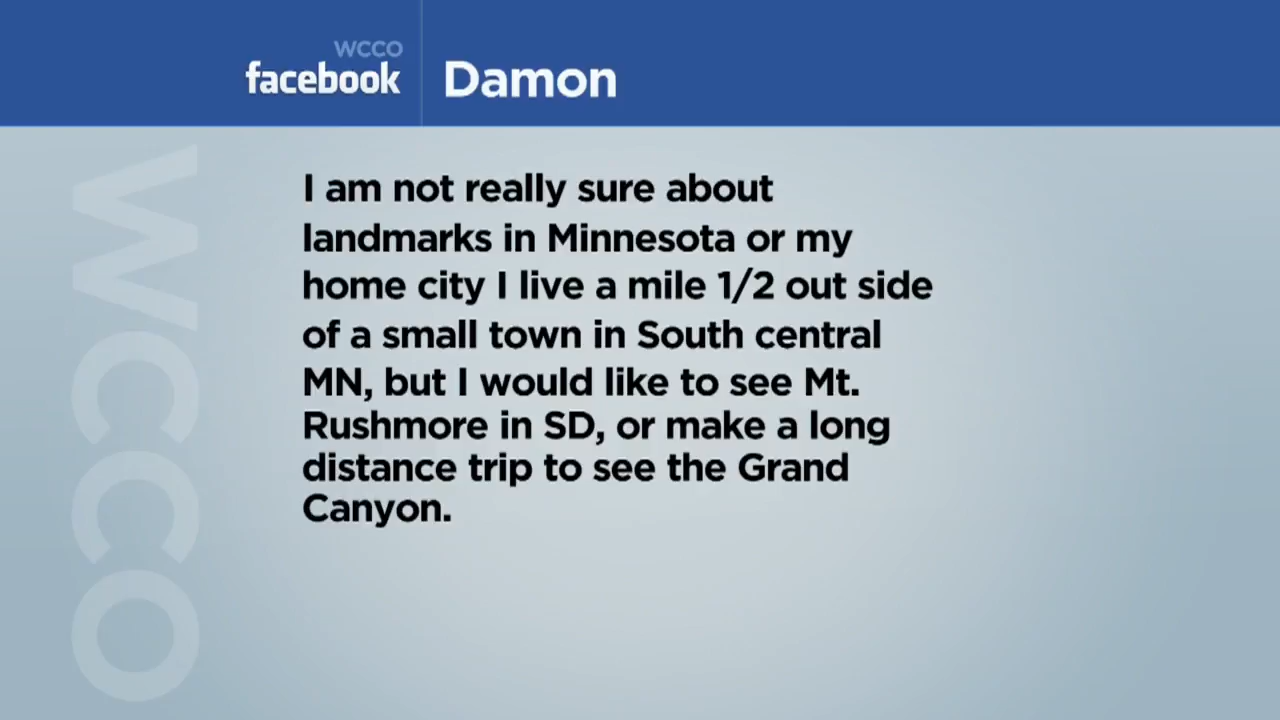 WCCO
facebook
Damon
I am not really sure about
landmarks in Minnesota or my
home city I live a mile 1/2 out side
of a small town in South central
MN, but I would like to see Mt.
Rushmore in SD, or make a long
distance trip to see the Grand
Canyon.
WCCO